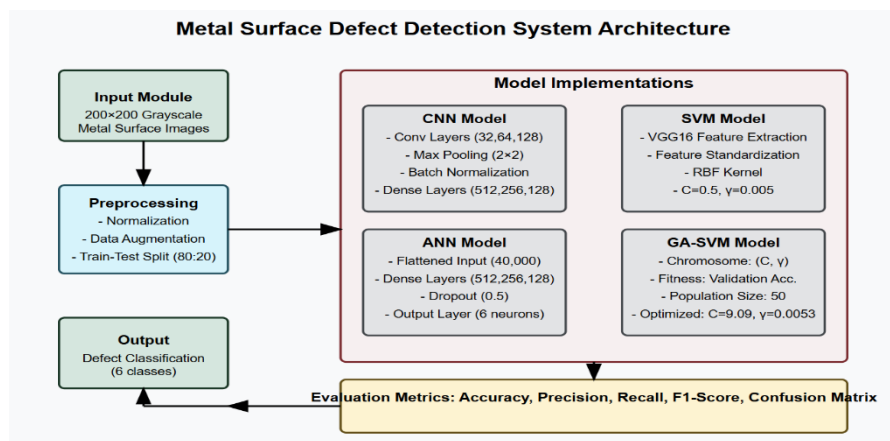 Metal Surface Defect Detection System Architecture
Input Module
200×200 Grayscale
Metal Surface Images
Preprocessing
- Normalization
- Data Augmentation
- Train-Test Split (80:20)
Model Implementations
CNN Model
- Conv Layers (32,64,128)
- Max Pooling (2×2)
- Batch Normalization
- Dense Layers (512,256,128)
SVM Model
- VGG16 Feature Extraction
- Feature Standardization
- RBF Kernel
- C=0.5, γ=0.005
ANN Model
- Flattened Input (40,000)
- Dense Layers (512,256,128)
- Dropout (0.5)
- Output Layer (6 neurons)
GA-SVM Model
- Chromosome: (C, γ)
- Fitness: Validation Acc.
- Population Size: 50
- Optimized: C=9.09, γ=0.0053
Evaluation Metrics: Accuracy, Precision, Recall, F1-Score, Confusion Matrix
Output
Defect Classification
(6 classes)